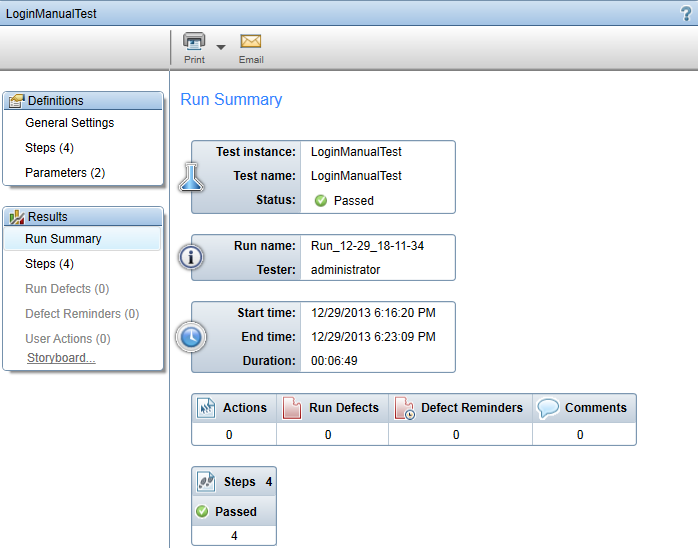 LoginManualTest
?
Print
Email
Definitions
General Settings
Steps (4)
Parameters (2)
Results
Run Summary
Steps (4)
Run Defects (0)
Defect Reminders (0)
User Actions (0)
Storyboard...
Run Summary
Test instance: LoginManualTest
Test name: LoginManualTest
Status: Passed
Run name: Run_12-29_18-11-34
Tester: administrator
Start time: 12/29/2013 6:16:20 PM
End time: 12/29/2013 6:23:09 PM
Duration: 00:06:49
Actions Run Defects Defect Reminders Comments
0 0 0 0
Steps 4
Passed
4